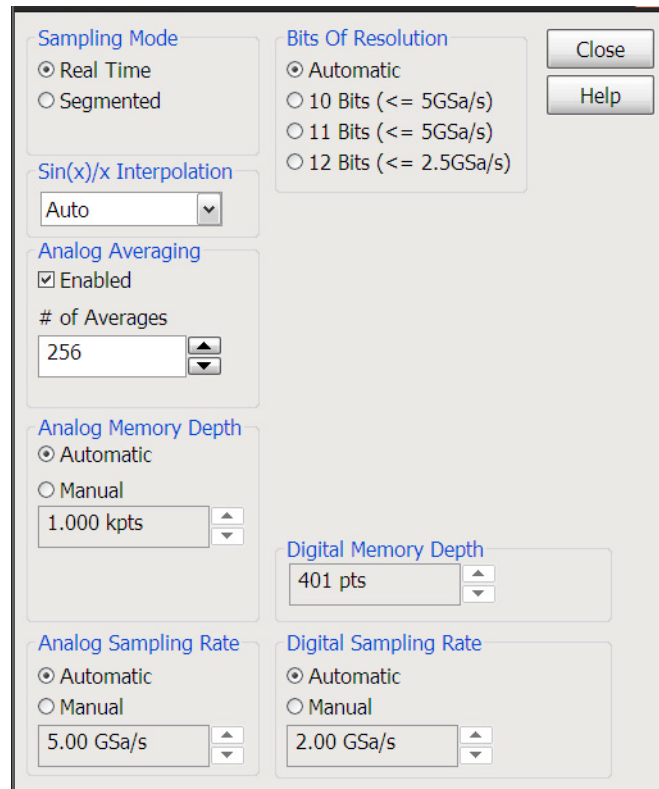 Sampling Mode
Real Time
Segmented
Bits Of Resolution
Automatic
10 Bits (<= 5GSa/s)
11 Bits (<= 5GSa/s)
12 Bits (<= 2.5GSa/s)
Close
Help
Sin(x)/x Interpolation
Auto
Analog Averaging
Enabled
# of Averages
256
Analog Memory Depth
Automatic
Manual
1.000 kpts
Digital Memory Depth
401 pts
Analog Sampling Rate
Automatic
Manual
5.00 GSa/s
Digital Sampling Rate
Automatic
Manual
2.00 GSa/s